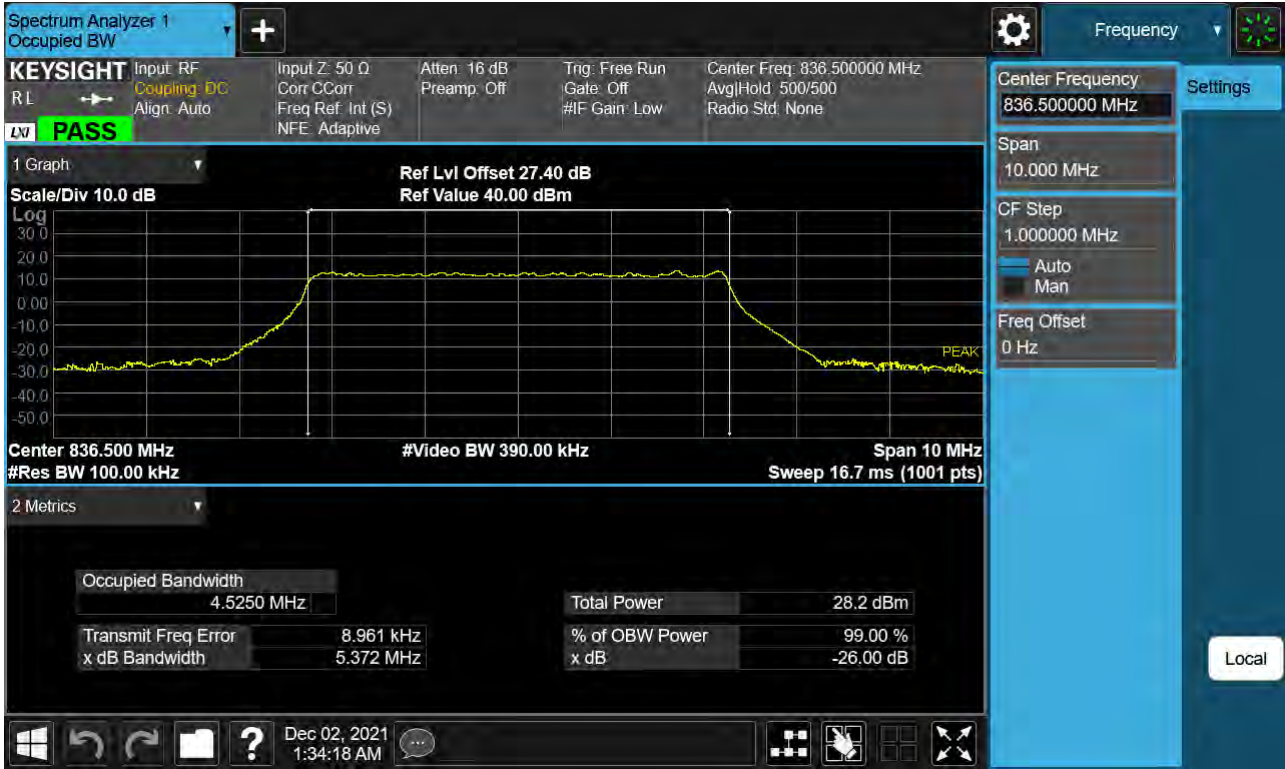 Spectrum Analyzer 1
Occupied BW
Frequency
KEYSIGHT
R L
LXI
PASS
Input: RF
Coupling: DC
Align: Auto
Input Z: 50 Ω
Corr CCorr
Freq Ref: Int (S)
NFE: Adaptive
Atten: 16 dB
Preamp: Off
Trig: Free Run
Gate: Off
#IF Gain: Low
Center Freq: 836.500000 MHz
Avg|Hold: 500/500
Radio Std: None
Center Frequency
836.500000 MHz
Settings
Span
10.000 MHz
CF Step
1.000000 MHz
Auto
Man
Freq Offset
0 Hz
Local
1 Graph
Scale/Div 10.0 dB
Ref Lvl Offset 27.40 dB
Ref Value 40.00 dBm
Log
30.0
20.0
10.0
0.00
-10.0
-20.0
-30.0
-40.0
-50.0
PEAK
Center 836.500 MHz
#Video BW 390.00 kHz
Span 10 MHz
#Res BW 100.00 kHz
Sweep 16.7 ms (1001 pts)
2 Metrics
Occupied Bandwidth
4.5250 MHz
Total Power 28.2 dBm
Transmit Freq Error 8.961 kHz
% of OBW Power 99.00 %
x dB Bandwidth 5.372 MHz
x dB -26.00 dB
?
Dec 02, 2021
1:34:18 AM